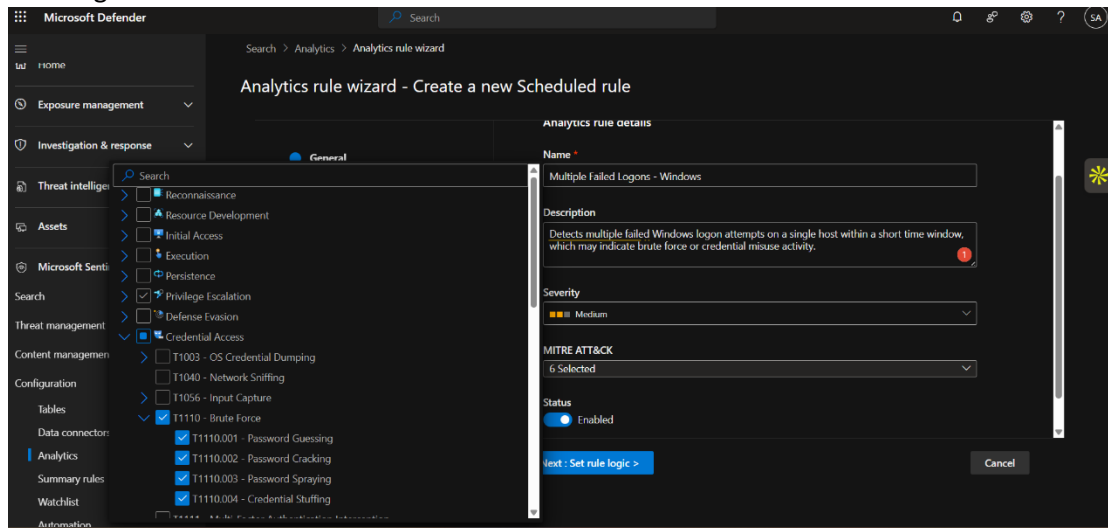 Microsoft Defender
Search
SA
Home
Search > Analytics > Analytics rule wizard
Analytics rule wizard - Create a new Scheduled rule
Exposure management
Investigation & response
Threat intellige
Assets
Microsoft Senti
Search
Threat management
Content managemen
Configuration
Tables
Data connectors
Analytics
Summary rules
Watchlist
Automation
General
Search
Reconnaissance
Resource Development
Initial Access
Execution
Persistence
Privilege Escalation
Defense Evasion
Credential Access
T1003 - OS Credential Dumping
T1040 - Network Sniffing
T1056 - Input Capture
T1110 - Brute Force
T1110.001 - Password Guessing
T1110.002 - Password Cracking
T1110.003 - Password Spraying
T1110.004 - Credential Stuffing
T1111 - Multi-Factor Authentication Interception
Analytics rule details
Name *
Multiple Failed Logons - Windows
Description
Detects multiple failed Windows logon attempts on a single host within a short time window,
which may indicate brute force or credential misuse activity.
1
Severity
Medium
MITRE ATT&CK
6 Selected
Status
Enabled
Next : Set rule logic >
Cancel